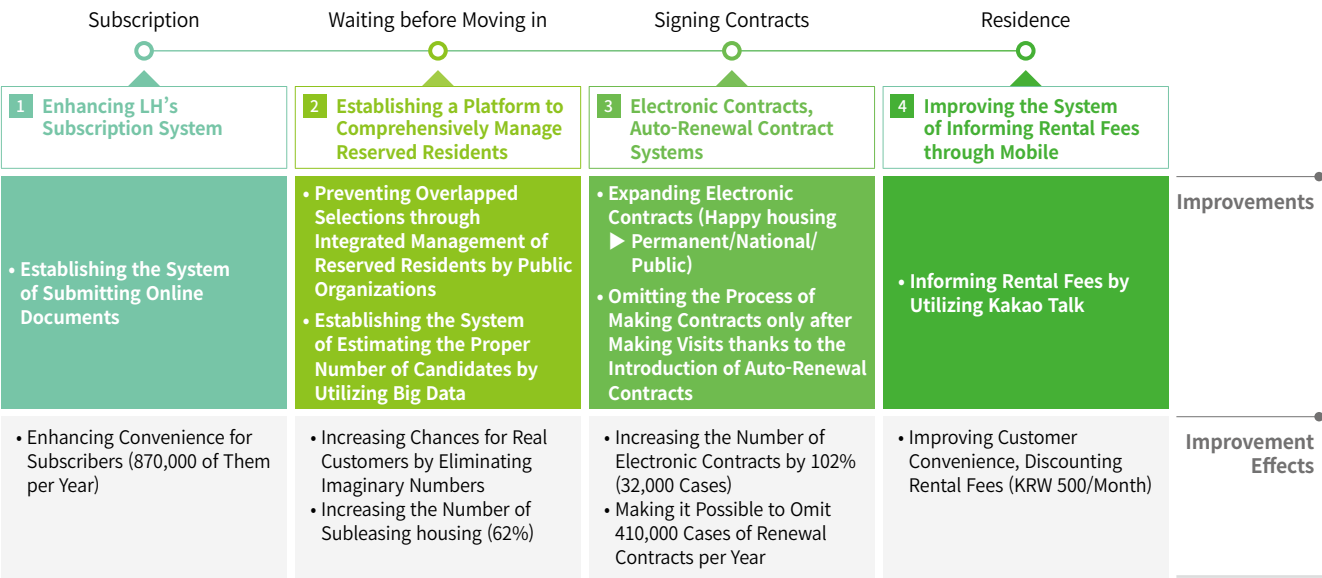 Subscription
Waiting before Moving in
Signing Contracts
Residence
1 Enhancing LH's
Subscription System
2 Establishing a Platform to
Comprehensively Manage
Reserved Residents
3 Electronic Contracts,
Auto-Renewal Contract
Systems
4 Improving the System
of Informing Rental Fees
through Mobile
Improvements
• Establishing the System
of Submitting Online
Documents
• Preventing Overlapped
Selections through
Integrated Management of
Reserved Residents by Public
Organizations
• Establishing the System
of Estimating the Proper
Number of Candidates by
Utilizing Big Data
• Expanding Electronic
Contracts (Happy housing
▶ Permanent/National/
Public)
• Omitting the Process of
Making Contracts only after
Making Visits thanks to the
Introduction of Auto-Renewal
Contracts
• Informing Rental Fees by
Utilizing Kakao Talk
Improvement
Effects
• Enhancing Convenience for
Subscribers (870,000 of Them
per Year)
• Increasing Chances for Real
Customers by Eliminating
Imaginary Numbers
• Increasing the Number of
Subleasing housing (62%)
• Increasing the Number of
Electronic Contracts by 102%
(32,000 Cases)
• Making it Possible to Omit
410,000 Cases of Renewal
Contracts per Year
• Improving Customer
Convenience, Discounting
Rental Fees (KRW 500/Month)